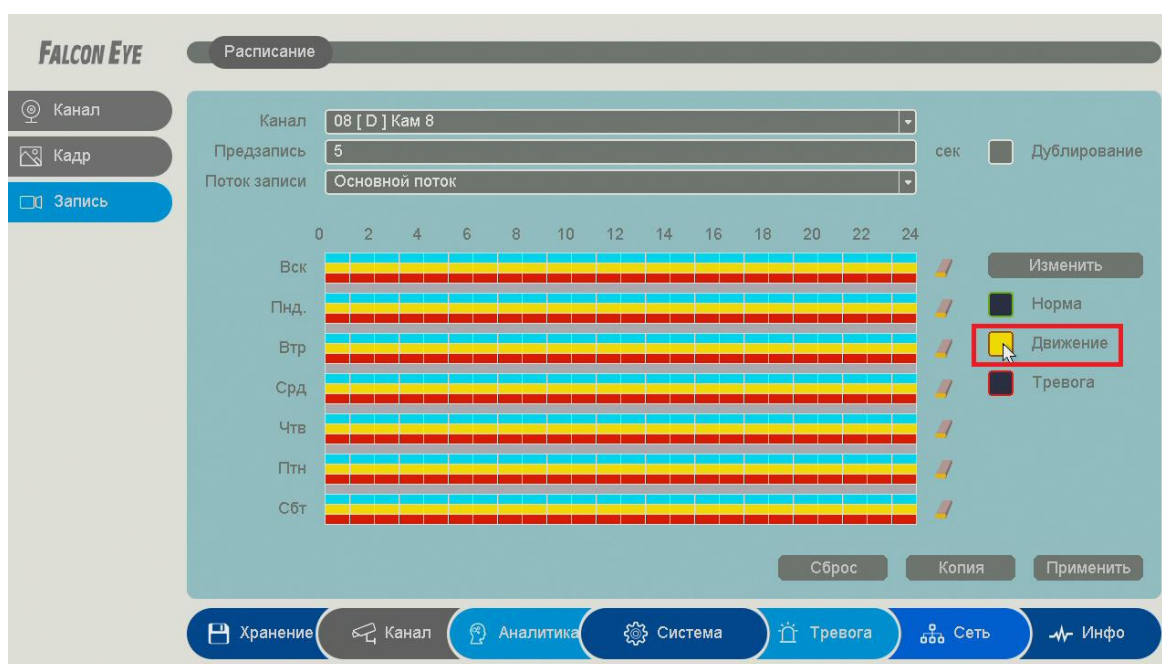 FALCON EYE
Расписание
Канал
Кадр
Запись
Канал 08 [ D ] Кам 8
Предзапись 5 сек Дублирование
Поток записи Основной поток
0 2 4 6 8 10 12 14 16 18 20 22 24
Вск Изменить
Пнд. Норма
Втр Движение
Срд Тревога
Чтв
Птн
Сбт
Сброс Копия Применить
Хранение Канал Аналитика Система Тревога Сеть Инфо